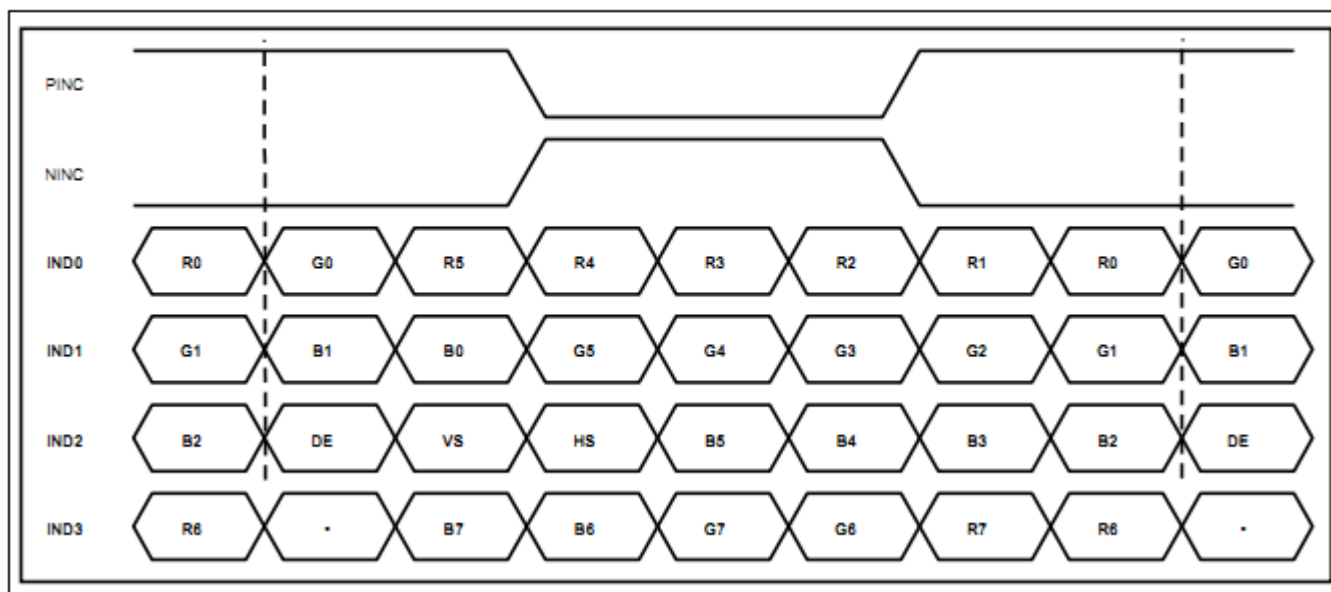 PINC
NINC
IND0 R0 G0 R5 R4 R3 R2 R1 R0 G0
IND1 G1 B1 B0 G5 G4 G3 G2 G1 B1
IND2 B2 DE VS HS B5 B4 B3 B2 DE
IND3 R6 - B7 B6 G7 G6 R7 R6 -